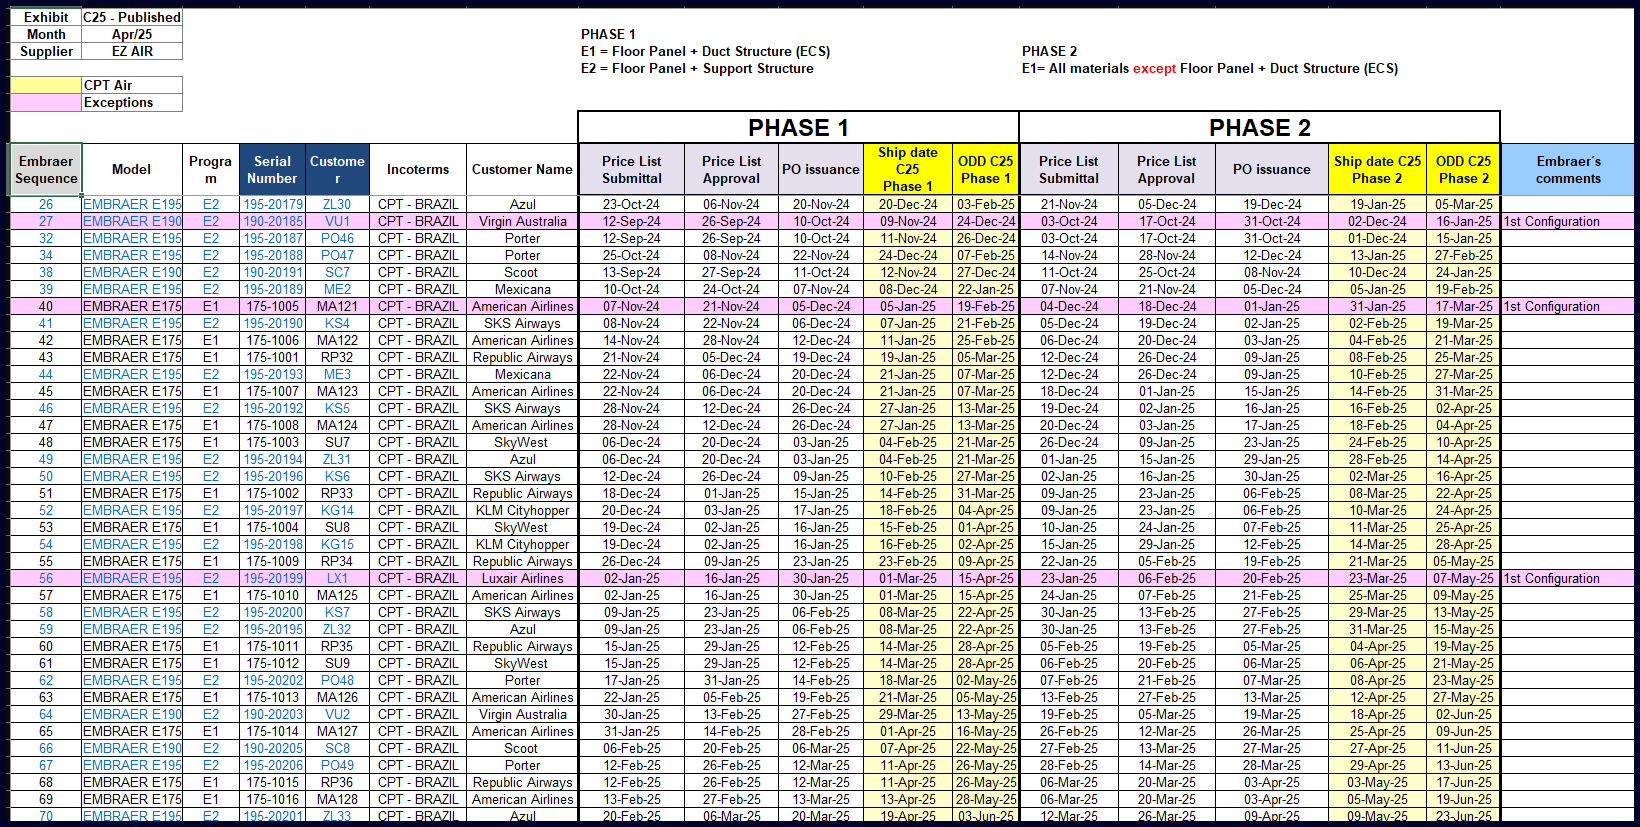 Exhibit C25 - Published
Month Apr/25
Supplier EZ AIR
CPT Air
Exceptions
PHASE 1
E1 = Floor Panel + Duct Structure (ECS)
E2 = Floor Panel + Support Structure
PHASE 2
E1= All materials except Floor Panel + Duct Structure (ECS)
PHASE 1 PHASE 2
Embraer Sequence Model Program Serial Number Customer Incoterms Customer Name Price List Submittal Price List Approval PO issuance Ship date C25 Phase 1 ODD C25 Phase 1 Price List Submittal Price List Approval PO issuance Ship date C25 Phase 2 ODD C25 Phase 2 Embraer´s comments
26 EMBRAER E195 E2 195-20179 ZL30 CPT - BRAZIL Azul 23-Oct-24 06-Nov-24 20-Nov-24 20-Dec-24 03-Feb-25 21-Nov-24 05-Dec-24 19-Dec-24 19-Jan-25 05-Mar-25
27 EMBRAER E190 E2 190-20185 VU1 CPT - BRAZIL Virgin Australia 12-Sep-24 26-Sep-24 10-Oct-24 09-Nov-24 24-Dec-24 03-Oct-24 17-Oct-24 31-Oct-24 02-Dec-24 16-Jan-25 1st Configuration
32 EMBRAER E195 E2 195-20187 PO46 CPT - BRAZIL Porter 12-Sep-24 26-Sep-24 10-Oct-24 11-Nov-24 26-Dec-24 03-Oct-24 17-Oct-24 31-Oct-24 01-Dec-24 15-Jan-25
34 EMBRAER E195 E2 195-20188 PO47 CPT - BRAZIL Porter 25-Oct-24 08-Nov-24 22-Nov-24 24-Dec-24 07-Feb-25 14-Nov-24 28-Nov-24 12-Dec-24 13-Jan-25 27-Feb-25
38 EMBRAER E190 E2 190-20191 SC7 CPT - BRAZIL Scoot 13-Sep-24 27-Sep-24 11-Oct-24 12-Nov-24 27-Dec-24 11-Oct-24 25-Oct-24 08-Nov-24 10-Dec-24 24-Jan-25
39 EMBRAER E195 E2 195-20189 ME2 CPT - BRAZIL Mexicana 10-Oct-24 24-Oct-24 07-Nov-24 08-Dec-24 22-Jan-25 07-Nov-24 21-Nov-24 05-Dec-24 05-Jan-25 19-Feb-25
40 EMBRAER E175 E1 175-1005 MA121 CPT - BRAZIL American Airlines 07-Nov-24 21-Nov-24 05-Dec-24 05-Jan-25 19-Feb-25 04-Dec-24 18-Dec-24 01-Jan-25 31-Jan-25 17-Mar-25 1st Configuration
41 EMBRAER E195 E2 195-20190 KS4 CPT - BRAZIL SKS Airways 08-Nov-24 22-Nov-24 06-Dec-24 07-Jan-25 21-Feb-25 05-Dec-24 19-Dec-24 02-Jan-25 02-Feb-25 19-Mar-25
42 EMBRAER E175 E1 175-1006 MA122 CPT - BRAZIL American Airlines 14-Nov-24 28-Nov-24 12-Dec-24 11-Jan-25 25-Feb-25 06-Dec-24 20-Dec-24 03-Jan-25 04-Feb-25 21-Mar-25
43 EMBRAER E175 E1 175-1001 RP32 CPT - BRAZIL Republic Airways 21-Nov-24 05-Dec-24 19-Dec-24 19-Jan-25 05-Mar-25 12-Dec-24 26-Dec-24 09-Jan-25 08-Feb-25 25-Mar-25
44 EMBRAER E195 E2 195-20193 ME3 CPT - BRAZIL Mexicana 22-Nov-24 06-Dec-24 20-Dec-24 21-Jan-25 07-Mar-25 12-Dec-24 26-Dec-24 09-Jan-25 10-Feb-25 27-Mar-25
45 EMBRAER E175 E1 175-1007 MA123 CPT - BRAZIL American Airlines 22-Nov-24 06-Dec-24 20-Dec-24 21-Jan-25 07-Mar-25 18-Dec-24 01-Jan-25 15-Jan-25 14-Feb-25 31-Mar-25
46 EMBRAER E195 E2 195-20192 KS5 CPT - BRAZIL SKS Airways 28-Nov-24 12-Dec-24 26-Dec-24 27-Jan-25 13-Mar-25 19-Dec-24 02-Jan-25 16-Jan-25 16-Feb-25 02-Apr-25
47 EMBRAER E175 E1 175-1008 MA124 CPT - BRAZIL American Airlines 28-Nov-24 12-Dec-24 26-Dec-24 27-Jan-25 13-Mar-25 20-Dec-24 03-Jan-25 17-Jan-25 18-Feb-25 04-Apr-25
48 EMBRAER E175 E1 175-1003 SU7 CPT - BRAZIL SkyWest 06-Dec-24 20-Dec-24 03-Jan-25 04-Feb-25 21-Mar-25 26-Dec-24 09-Jan-25 23-Jan-25 24-Feb-25 10-Apr-25
49 EMBRAER E195 E2 195-20194 ZL31 CPT - BRAZIL Azul 06-Dec-24 20-Dec-24 03-Jan-25 04-Feb-25 21-Mar-25 01-Jan-25 15-Jan-25 29-Jan-25 28-Feb-25 14-Apr-25
50 EMBRAER E195 E2 195-20196 KS6 CPT - BRAZIL SKS Airways 12-Dec-24 26-Dec-24 09-Jan-25 10-Feb-25 27-Mar-25 02-Jan-25 16-Jan-25 30-Jan-25 02-Mar-25 16-Apr-25
51 EMBRAER E175 E1 175-1002 RP33 CPT - BRAZIL Republic Airways 18-Dec-24 01-Jan-25 15-Jan-25 14-Feb-25 31-Mar-25 09-Jan-25 23-Jan-25 06-Feb-25 08-Mar-25 22-Apr-25
52 EMBRAER E195 E2 195-20197 KG14 CPT - BRAZIL KLM Cityhopper 20-Dec-24 03-Jan-25 17-Jan-25 18-Feb-25 04-Apr-25 09-Jan-25 23-Jan-25 06-Feb-25 10-Mar-25 24-Apr-25
53 EMBRAER E175 E1 175-1004 SU8 CPT - BRAZIL SkyWest 19-Dec-24 02-Jan-25 16-Jan-25 15-Feb-25 01-Apr-25 10-Jan-25 24-Jan-25 07-Feb-25 11-Mar-25 25-Apr-25
54 EMBRAER E195 E2 195-20198 KG15 CPT - BRAZIL KLM Cityhopper 19-Dec-24 02-Jan-25 16-Jan-25 16-Feb-25 02-Apr-25 15-Jan-25 29-Jan-25 12-Feb-25 14-Mar-25 28-Apr-25
55 EMBRAER E175 E1 175-1009 RP34 CPT - BRAZIL Republic Airways 26-Dec-24 09-Jan-25 23-Jan-25 23-Feb-25 09-Apr-25 22-Jan-25 05-Feb-25 19-Feb-25 21-Mar-25 05-May-25
56 EMBRAER E195 E2 195-20199 LX1 CPT - BRAZIL Luxair Airlines 02-Jan-25 16-Jan-25 30-Jan-25 01-Mar-25 15-Apr-25 23-Jan-25 06-Feb-25 20-Feb-25 23-Mar-25 07-May-25 1st Configuration
57 EMBRAER E175 E1 175-1010 MA125 CPT - BRAZIL American Airlines 02-Jan-25 16-Jan-25 30-Jan-25 01-Mar-25 15-Apr-25 24-Jan-25 07-Feb-25 21-Feb-25 25-Mar-25 09-May-25
58 EMBRAER E195 E2 195-20200 KS7 CPT - BRAZIL SKS Airways 09-Jan-25 23-Jan-25 06-Feb-25 08-Mar-25 22-Apr-25 30-Jan-25 13-Feb-25 27-Feb-25 29-Mar-25 13-May-25
59 EMBRAER E195 E2 195-20195 ZL32 CPT - BRAZIL Azul 09-Jan-25 23-Jan-25 06-Feb-25 08-Mar-25 22-Apr-25 30-Jan-25 13-Feb-25 27-Feb-25 31-Mar-25 15-May-25
60 EMBRAER E175 E1 175-1011 RP35 CPT - BRAZIL Republic Airways 15-Jan-25 29-Jan-25 12-Feb-25 14-Mar-25 28-Apr-25 05-Feb-25 19-Feb-25 05-Mar-25 04-Apr-25 19-May-25
61 EMBRAER E175 E1 175-1012 SU9 CPT - BRAZIL SkyWest 15-Jan-25 29-Jan-25 12-Feb-25 14-Mar-25 28-Apr-25 06-Feb-25 20-Feb-25 06-Mar-25 06-Apr-25 21-May-25
62 EMBRAER E195 E2 195-20202 PO48 CPT - BRAZIL Porter 17-Jan-25 31-Jan-25 14-Feb-25 18-Mar-25 02-May-25 07-Feb-25 21-Feb-25 07-Mar-25 08-Apr-25 23-May-25
63 EMBRAER E175 E1 175-1013 MA126 CPT - BRAZIL American Airlines 22-Jan-25 05-Feb-25 19-Feb-25 21-Mar-25 05-May-25 13-Feb-25 27-Feb-25 13-Mar-25 12-Apr-25 27-May-25
64 EMBRAER E190 E2 190-20203 VU2 CPT - BRAZIL Virgin Australia 30-Jan-25 13-Feb-25 27-Feb-25 29-Mar-25 13-May-25 19-Feb-25 05-Mar-25 19-Mar-25 18-Apr-25 02-Jun-25
65 EMBRAER E175 E1 175-1014 MA127 CPT - BRAZIL American Airlines 31-Jan-25 14-Feb-25 28-Feb-25 01-Apr-25 16-May-25 26-Feb-25 12-Mar-25 26-Mar-25 25-Apr-25 09-Jun-25
66 EMBRAER E190 E2 190-20205 SC8 CPT - BRAZIL Scoot 06-Feb-25 20-Feb-25 06-Mar-25 07-Apr-25 22-May-25 27-Feb-25 13-Mar-25 27-Mar-25 27-Apr-25 11-Jun-25
67 EMBRAER E195 E2 195-20206 PO49 CPT - BRAZIL Porter 12-Feb-25 26-Feb-25 12-Mar-25 11-Apr-25 26-May-25 28-Feb-25 14-Mar-25 28-Mar-25 29-Apr-25 13-Jun-25
68 EMBRAER E175 E1 175-1015 RP36 CPT - BRAZIL Republic Airways 12-Feb-25 26-Feb-25 12-Mar-25 11-Apr-25 26-May-25 06-Mar-25 20-Mar-25 03-Apr-25 03-May-25 17-Jun-25
69 EMBRAER E175 E1 175-1016 MA128 CPT - BRAZIL American Airlines 13-Feb-25 27-Feb-25 13-Mar-25 13-Apr-25 28-May-25 06-Mar-25 20-Mar-25 03-Apr-25 05-May-25 19-Jun-25
70 EMBRAER E195 E2 195-20201 ZL33 CPT - BRAZIL Azul 20-Feb-25 06-Mar-25 20-Mar-25 19-Apr-25 03-Jun-25 12-Mar-25 26-Mar-25 09-Apr-25 09-May-25 23-Jun-25